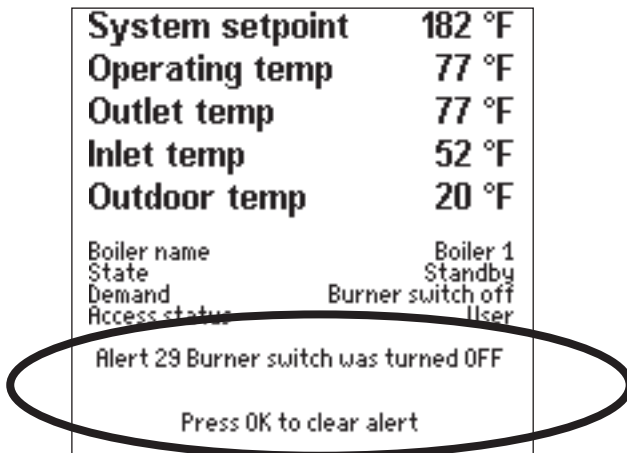 System setpoint 182 °F
Operating temp 77 °F
Outlet temp 77 °F
Inlet temp 52 °F
Outdoor temp 20 °F
Boiler name Boiler 1
State Standby
Demand Burner switch off
Access status User
Alert 29 Burner switch was turned OFF
Press OK to clear alert